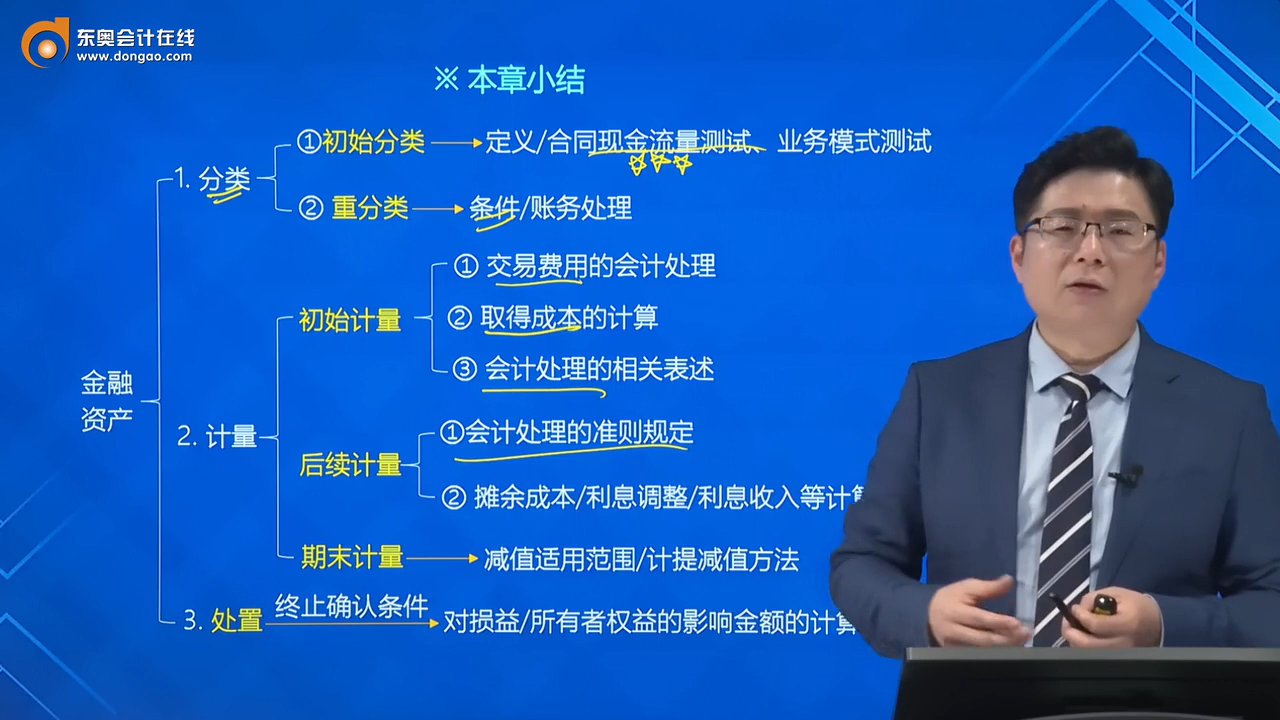 东奥会计在线
www.dongao.com
※ 本章小结
金融
资产
1. 分类
①初始分类 → 定义/合同现金流量测试、业务模式测试
② 重分类 → 条件/账务处理
2. 计量
初始计量
① 交易费用的会计处理
② 取得成本的计算
③ 会计处理的相关表述
后续计量
①会计处理的准则规定
② 摊余成本/利息调整/利息收入等计算
期末计量 → 减值适用范围/计提减值方法
3. 处置 终止确认条件 → 对损益/所有者权益的影响金额的计算